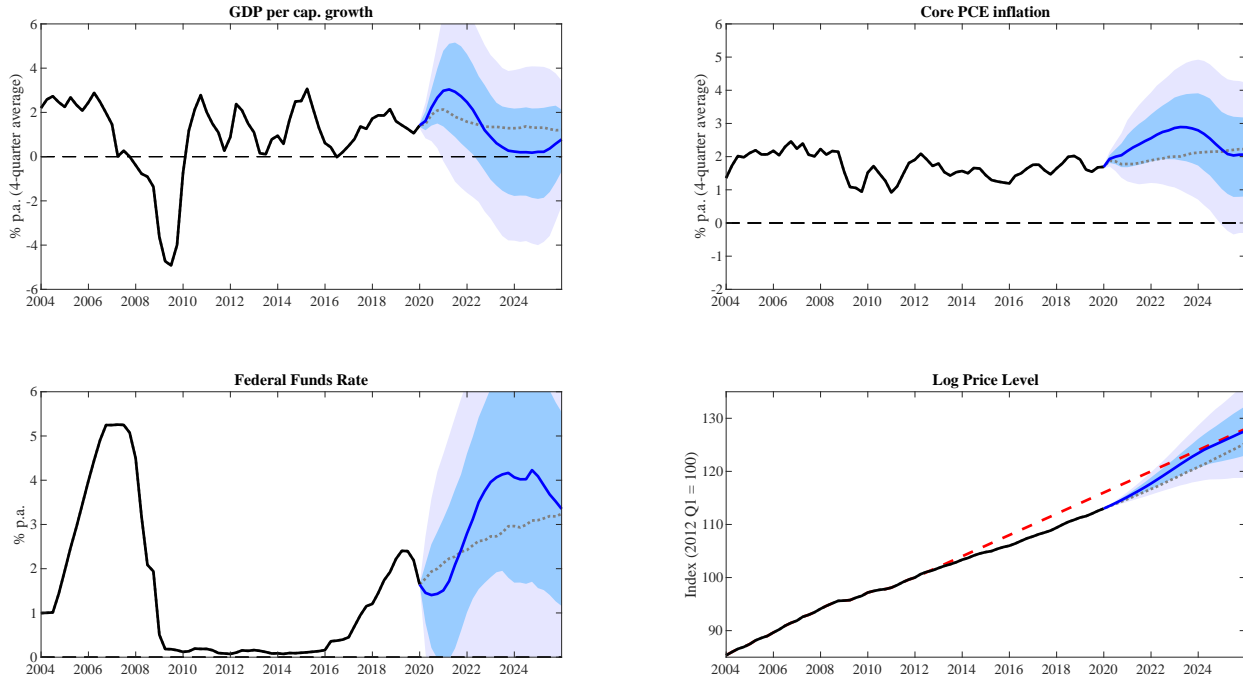 GDP per cap. growth
% p.a. (4-quarter average)
6
4
2
0
-2
-4
-6
2004 2006 2008 2010 2012 2014 2016 2018 2020 2022 2024
Core PCE inflation
% p.a. (4-quarter average)
6
5
4
3
2
1
0
-1
-2
2004 2006 2008 2010 2012 2014 2016 2018 2020 2022 2024
Federal Funds Rate
% p.a.
6
5
4
3
2
1
0
2004 2006 2008 2010 2012 2014 2016 2018 2020 2022 2024
Log Price Level
Index (2012 Q1 = 100)
130
120
110
100
90
2004 2006 2008 2010 2012 2014 2016 2018 2020 2022 2024